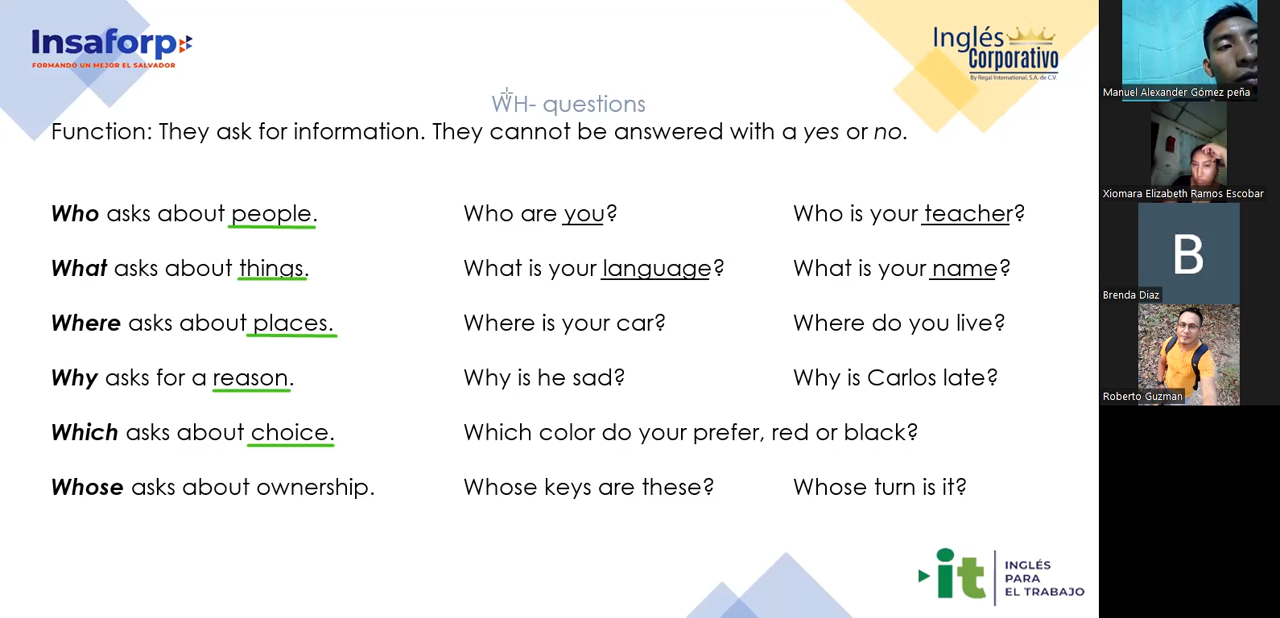 Insaforp
FORMANDO UN MEJOR EL SALVADOR
Inglés
Corporativo
By Regal International, S.A. de C.V.
WH- questions
Function: They ask for information. They cannot be answered with a yes or no.
Who asks about people. Who are you? Who is your teacher?
What asks about things. What is your language? What is your name?
Where asks about places. Where is your car? Where do you live?
Why asks for a reason. Why is he sad? Why is Carlos late?
Which asks about choice. Which color do your prefer, red or black?
Whose asks about ownership. Whose keys are these? Whose turn is it?
it
INGLÉS
PARA
EL TRABAJO
Manuel Alexander Gómez peña
Xiomara Elizabeth Ramos Escobar
B
Brenda Diaz
Roberto Guzman